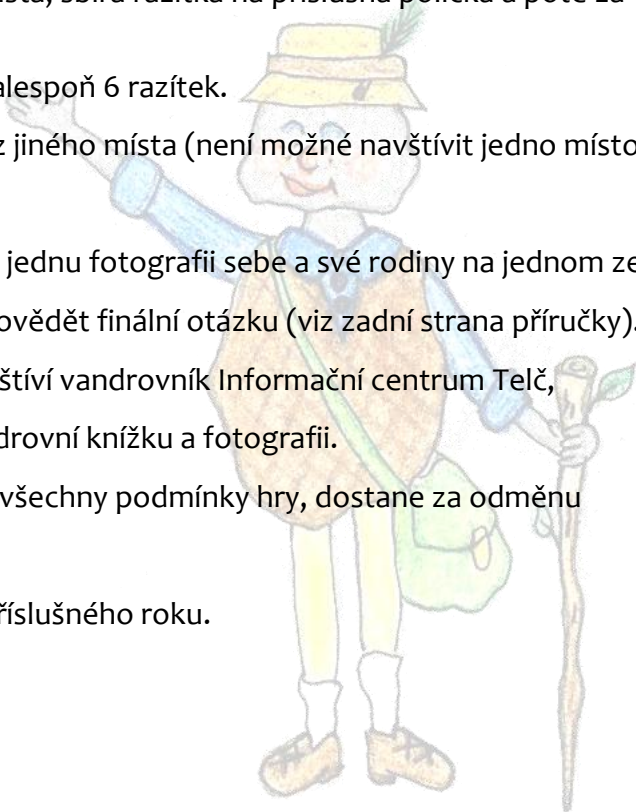 ísta, sbírá razítka na příslušná políčka a poté za
alespoň 6 razítek.
z jiného místa (není možné navštívit jedno místo
jednu fotografii sebe a své rodiny na jednom ze
ovědět finální otázku (viz zadní strana příručky).
štíví vandrovník Informační centrum Telč,
drovní knížku a fotografii.
všechny podmínky hry, dostane za odměnu
říslušného roku.